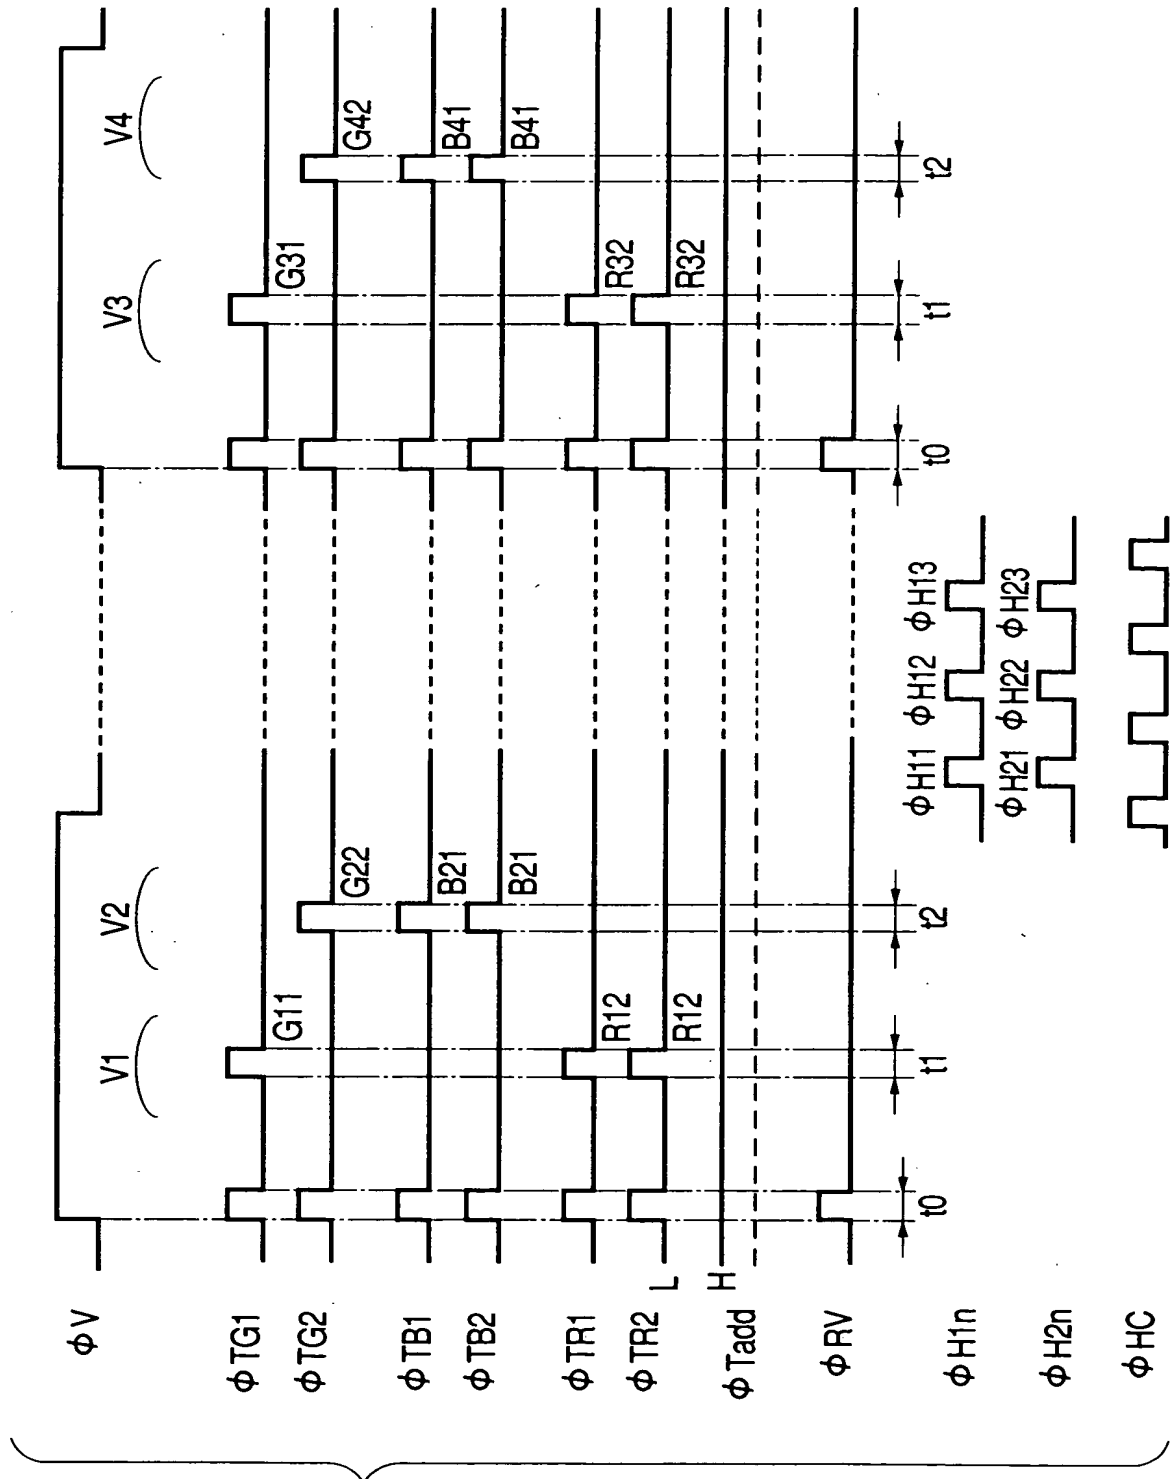 φV V1 V2 V3 V4
φTG1 G11 G31
φTG2 G22 G42
φTB1 B21 B41
φTB2 B21 B41
φTR1 R12 R32
φTR2 R12 R32
L
H
φTadd
φRV
t0 t1 t2 t0 t1 t2
φH1n φH11 φH12 φH13
φH2n φH21 φH22 φH23
φHC